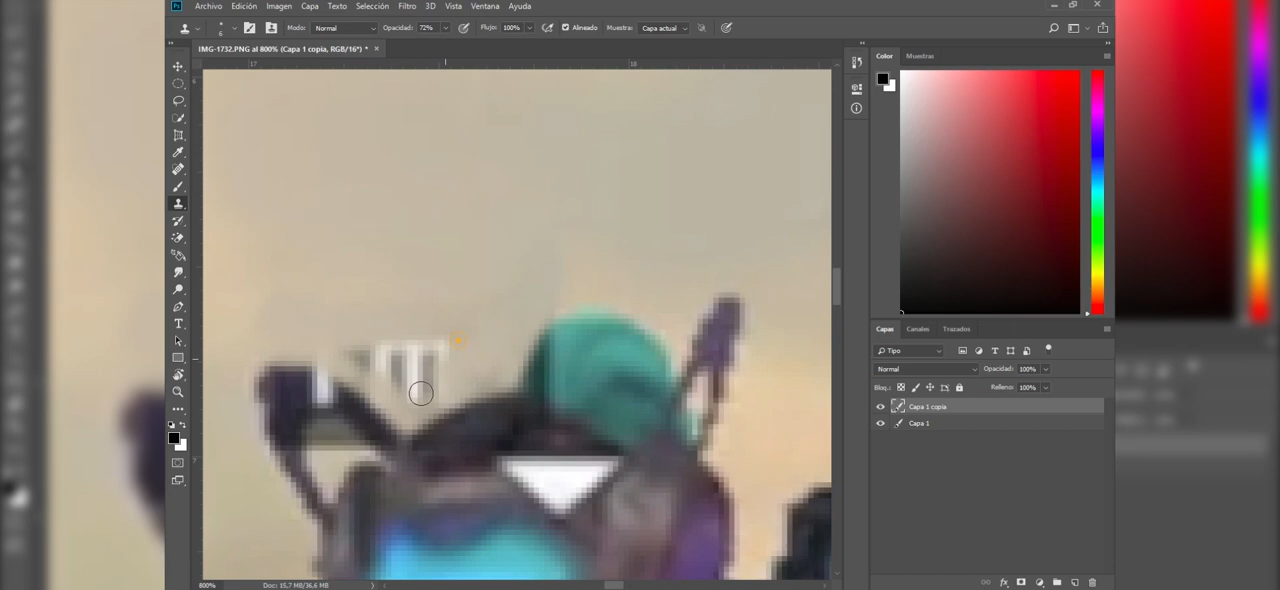 Ps Archivo Edición Imagen Capa Texto Selección Filtro 3D Vista Ventana Ayuda
6 Modo: Normal Opacidad: 72% Flujo: 100% Alineado Muestra: Capa actual
IMG-1732.PNG al 800% (Capa 1 copia, RGB/16*) *
17 18
Color Muestras
Capas Canales Trazados
Tipo
Normal Opacidad: 100%
Bloq.: Relleno: 100%
Capa 1 copia
Capa 1
800% Doc: 15,7 MB/36,6 MB